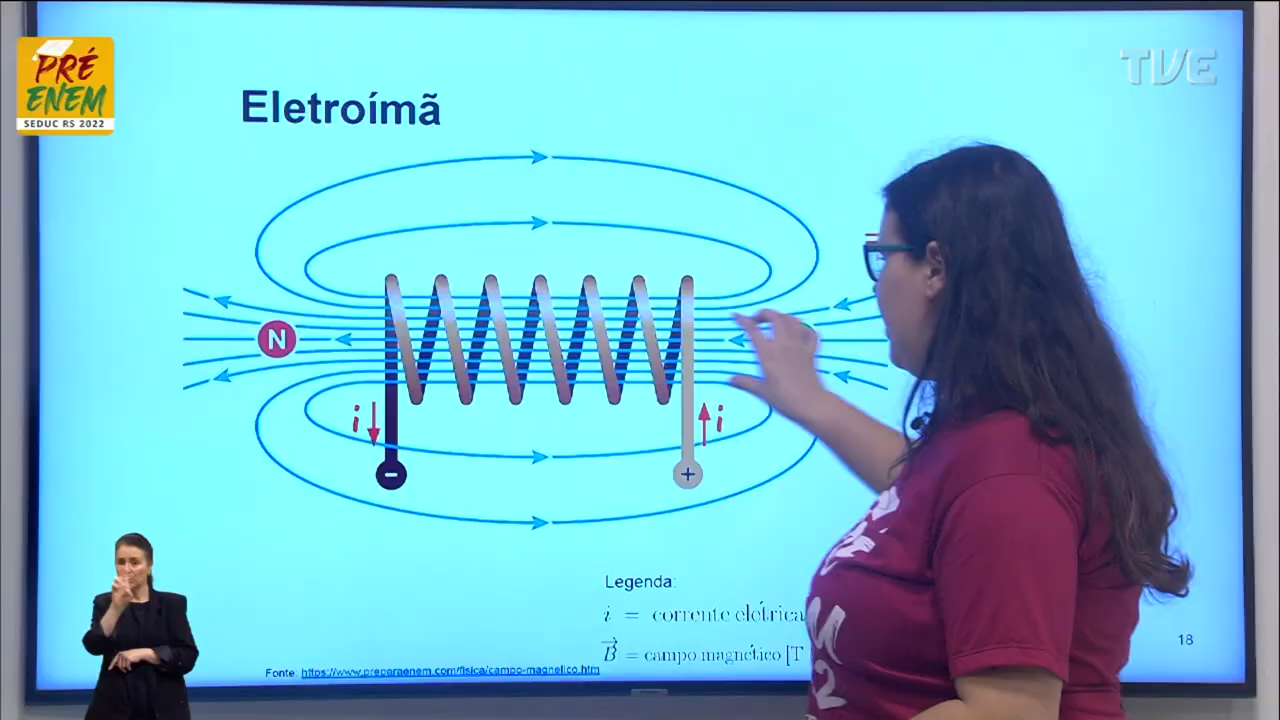 PRÉ
ENEM
SEDUC RS 2022
TVE
Eletroímã
N
i
i
-
+
Legenda:
i = corrente elétrica
B = campo magnético [T
18
Fonte: https://www.preparaenem.com/fisica/campo-magnetico.htm